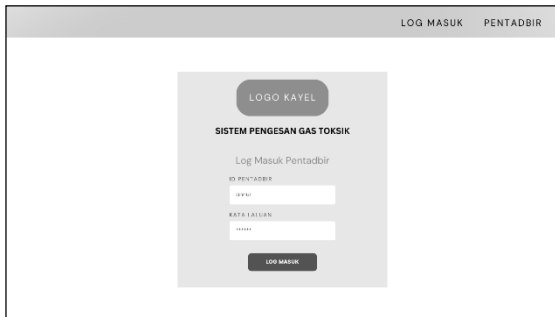 LOG MASUK PENTADBIR
LOGO KAYEL
SISTEM PENGESAN GAS TOKSIK
Log Masuk Pentadbir
ID PENTADBIR
KATA LALUAN
******
LOG MASUK